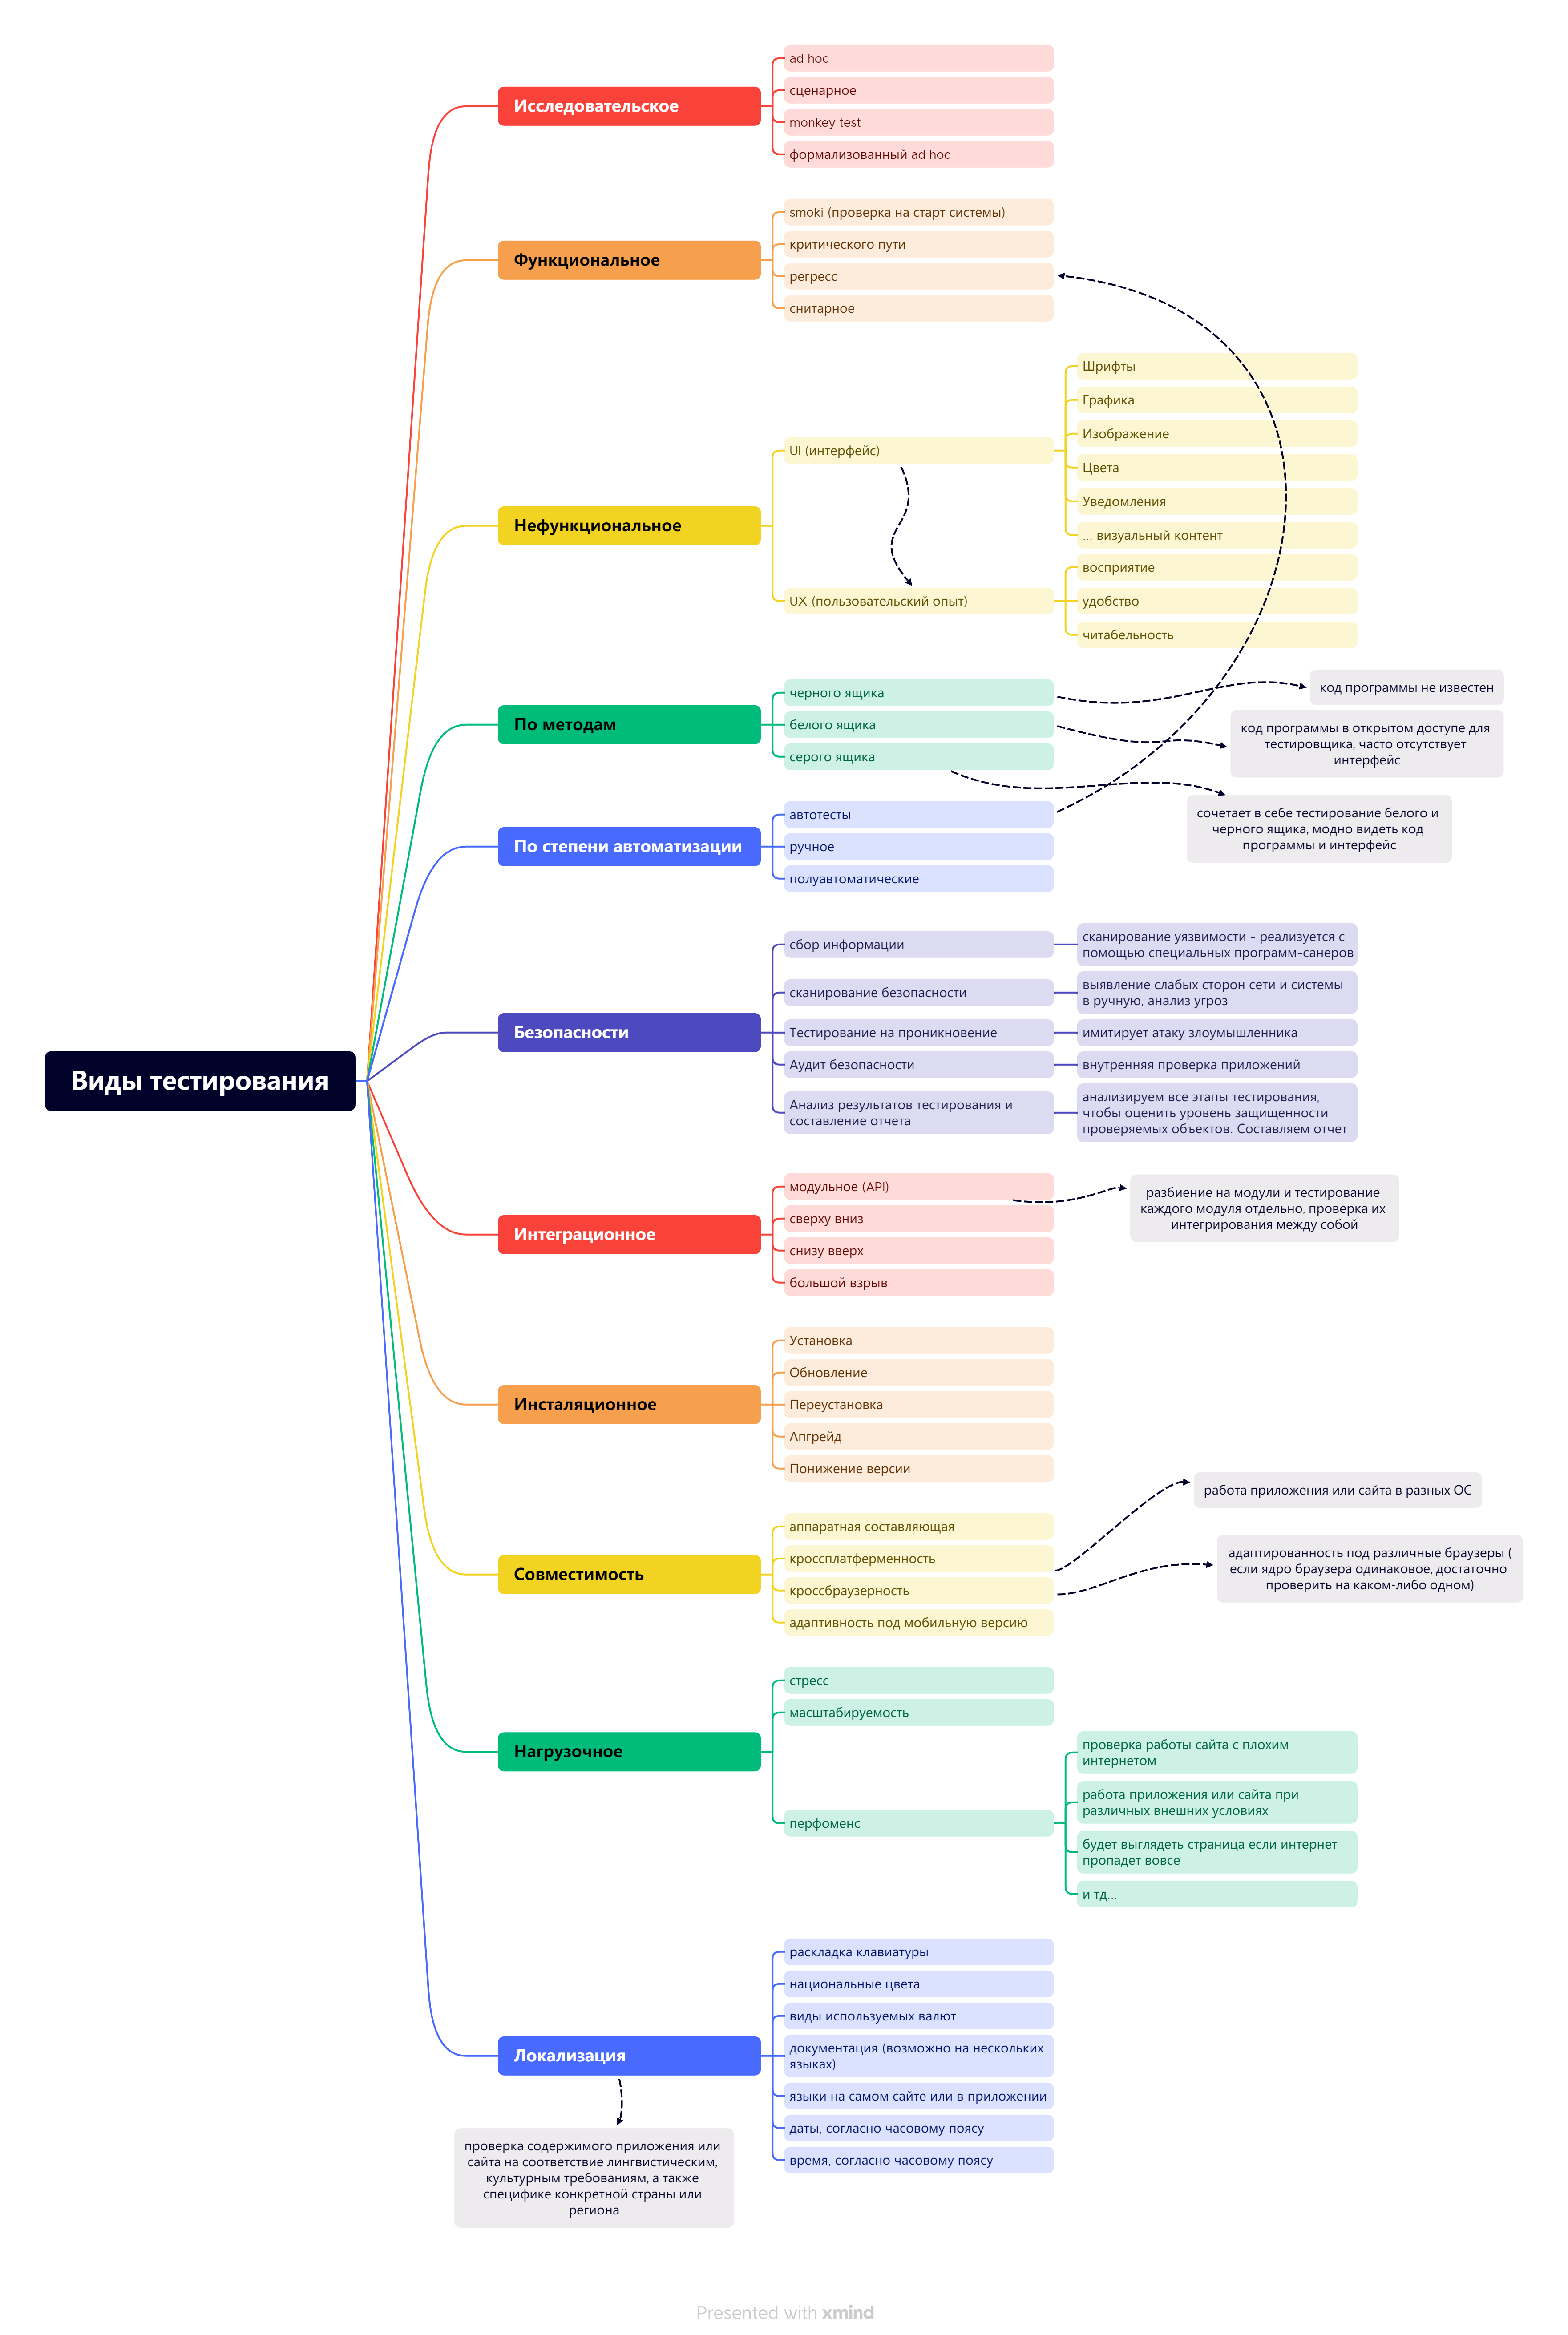 Виды тестирования
Исследовательское
ad hoc
сценарное
monkey test
формализованный ad hoc
Функциональное
smoki (проверка на старт системы)
критического пути
регресс
снитарное
Нефункциональное
UI (интерфейс)
Шрифты
Графика
Изображение
Цвета
Уведомления
... визуальный контент
UX (пользовательский опыт)
восприятие
удобство
читабельность
По методам
черного ящика
код программы не известен
белого ящика
код программы в открытом доступе для
тестировщика, часто отсутствует
интерфейс
серого ящика
сочетает в себе тестирование белого и
черного ящика, модно видеть код
программы и интерфейс
По степени автоматизации
автотесты
ручное
полуавтоматические
Безопасности
сбор информации
сканирование уязвимости - реализуется с
помощью специальных программ-санеров
сканирование безопасности
выявление слабых сторон сети и системы
в ручную, анализ угроз
Тестирование на проникновение
имитирует атаку злоумышленника
Аудит безопасности
внутренняя проверка приложений
Анализ результатов тестирования и
составление отчета
анализируем все этапы тестирования,
чтобы оценить уровень защищенности
проверяемых объектов. Составляем отчет
Интеграционное
модульное (API)
разбиение на модули и тестирование
каждого модуля отдельно, проверка их
интегрирования между собой
сверху вниз
снизу вверх
большой взрыв
Инсталяционное
Установка
Обновление
Переустановка
Апгрейд
Понижение версии
Совместимость
аппаратная составляющая
кроссплатферменность
работа приложения или сайта в разных ОС
кроссбраузерность
адаптированность под различные браузеры (
если ядро браузера одинаковое, достаточно
проверить на каком-либо одном)
адаптивность под мобильную версию
Нагрузочное
стресс
масштабируемость
перфоменс
проверка работы сайта с плохим
интернетом
работа приложения или сайта при
различных внешних условиях
будет выглядеть страница если интернет
пропадет вовсе
и тд...
Локализация
раскладка клавиатуры
национальные цвета
виды используемых валют
документация (возможно на нескольких
языках)
языки на самом сайте или в приложении
даты, согласно часовому поясу
время, согласно часовому поясу
проверка содержимого приложения или
сайта на соответствие лингвистическим,
культурным требованиям, а также
специфике конкретной страны или
региона
Presented with xmind